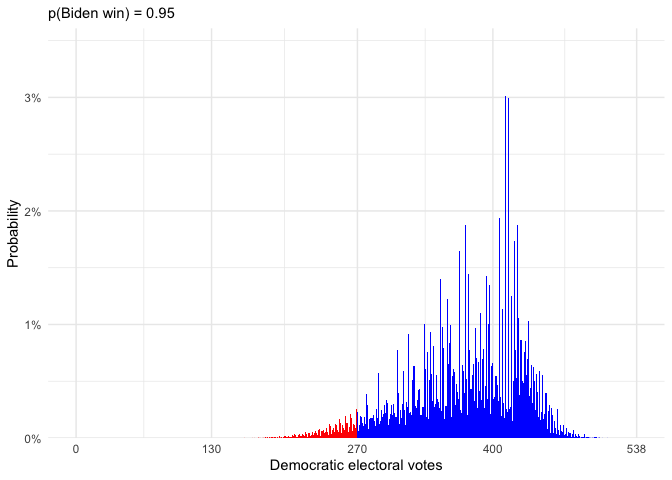 p(Biden win) = 0.95
Probability
3%
2%
1%
0%
0 130 270 400 538
Democratic electoral votes